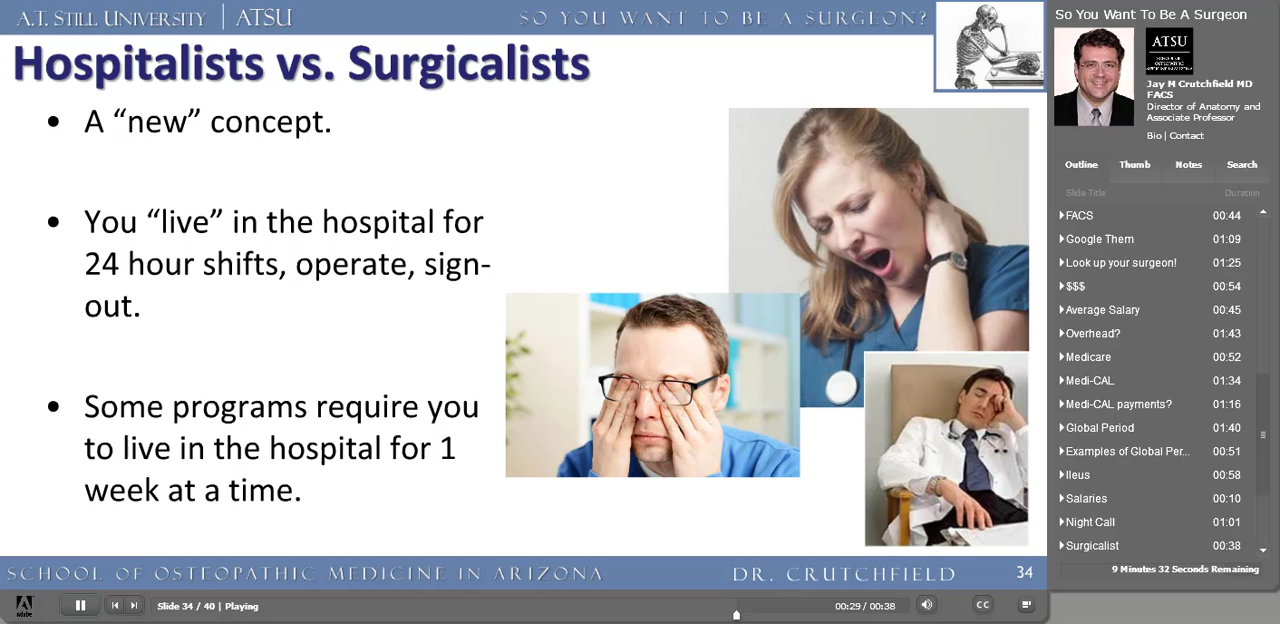 A.T. STILL UNIVERSITY | ATSU
SO YOU WANT TO BE A SURGEON?
Hospitalists vs. Surgicalists
• A “new” concept.
• You “live” in the hospital for
24 hour shifts, operate, sign-
out.
• Some programs require you
to live in the hospital for 1
week at a time.
SCHOOL OF OSTEOPATHIC MEDICINE IN ARIZONA
DR. CRUTCHFIELD
34
Adobe
Slide 34 / 40 | Playing
00:29 / 00:38
CC
So You Want To Be A Surgeon
ATSU
Jay M Crutchfield MD
FACS
Director of Anatomy and
Associate Professor
Bio | Contact
Outline Thumb Notes Search
Slide Title Duration
FACS 00:44
Google Them 01:09
Look up your surgeon! 01:25
$$$ 00:54
Average Salary 00:45
Overhead? 01:43
Medicare 00:52
Medi-CAL 01:34
Medi-CAL payments? 01:16
Global Period 01:40
Examples of Global Per... 00:51
Ileus 00:58
Salaries 00:10
Night Call 01:01
Surgicalist 00:38
9 Minutes 32 Seconds Remaining